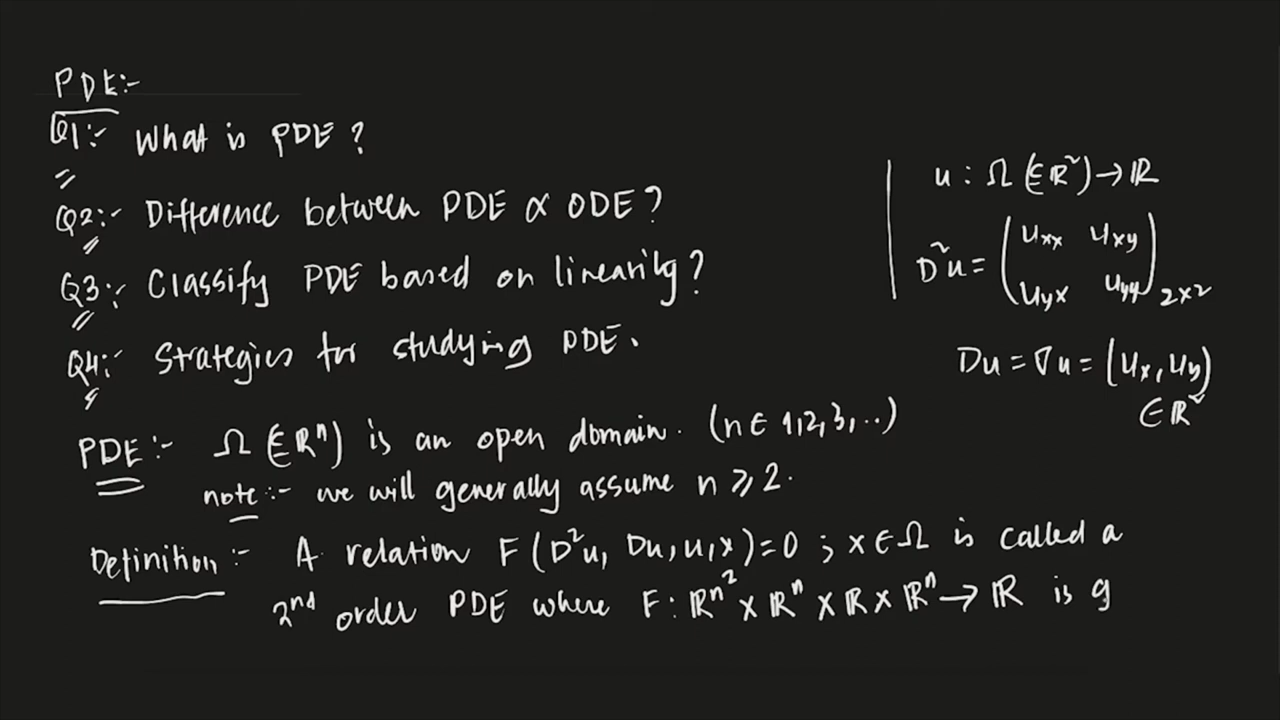 PDE:-
Q1:- What is PDE?
Q2:- Difference between PDE & ODE?
Q3:- Classify PDE based on linearity?
Q4:- Strategies for studying PDE.
PDE:- Ω (∈ℝⁿ) is an open domain. (n ∈ 1,2,3,..)
note:- we will generally assume n ≥ 2.
Definition:- A relation F(D²u, Du, u, x)=0 ; x∈Ω is called a
2nd order PDE where F: ℝⁿ² × ℝⁿ × ℝ × ℝⁿ → ℝ is g
u : Ω (∈ℝ²) → ℝ
D²u = ( uxx uxy
uyx uyy ) 2×2
Du = ∇u = (ux, uy)
∈ ℝ²